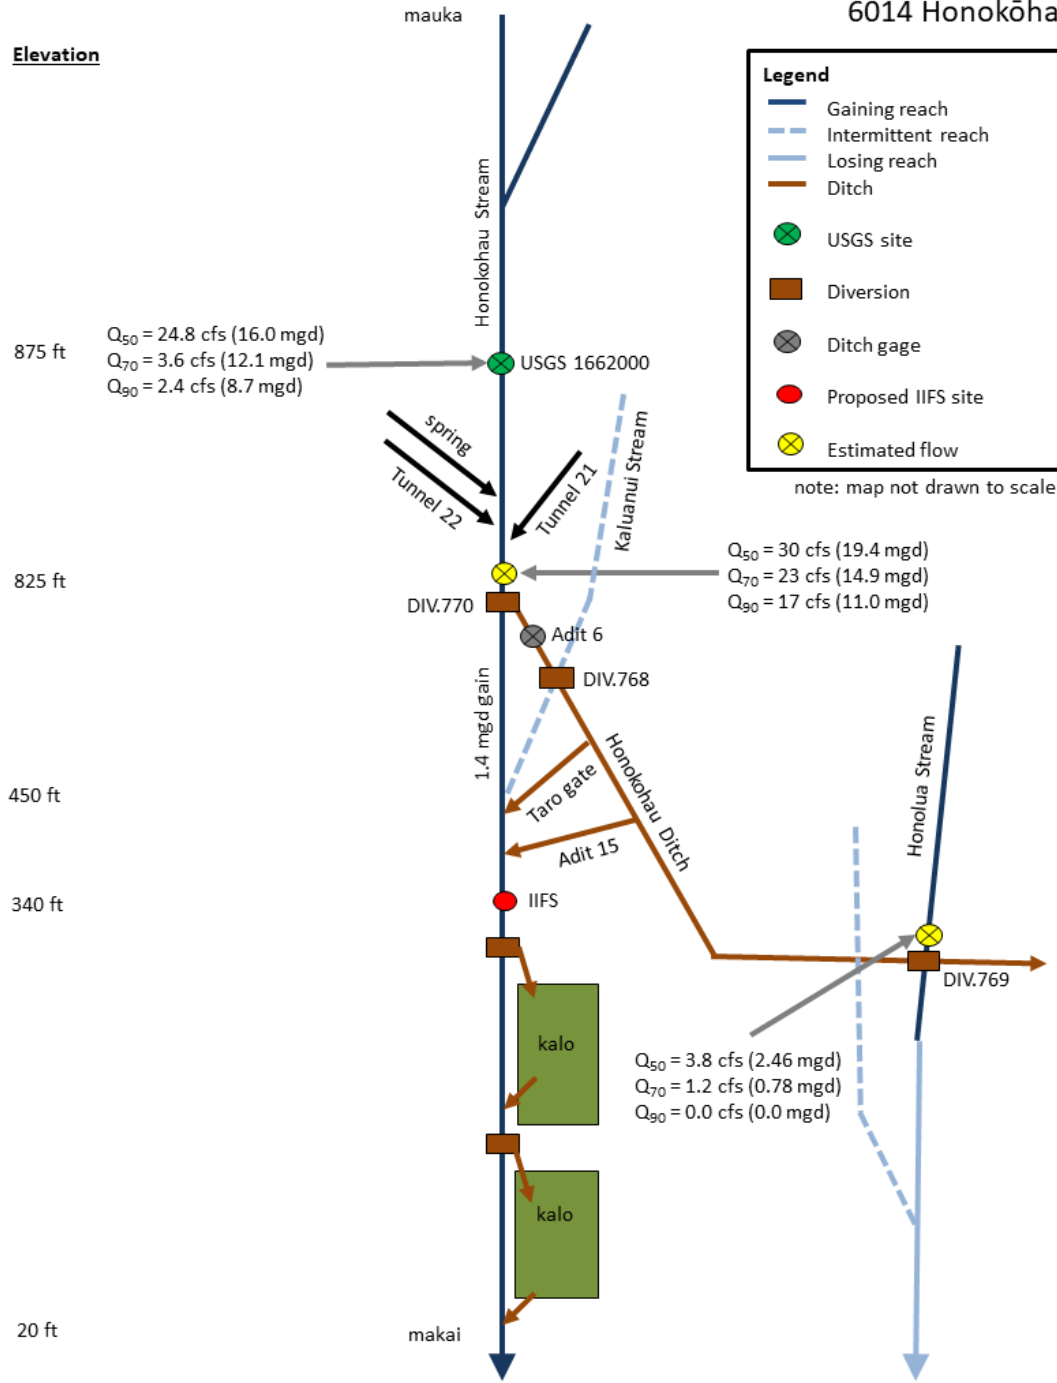 mauka
6014 Honokōha
Elevation
Legend
Gaining reach
Intermittent reach
Losing reach
Ditch
USGS site
Diversion
Ditch gage
Proposed IIFS site
Estimated flow
note: map not drawn to scale
Honokohau Stream
875 ft
Q50 = 24.8 cfs (16.0 mgd)
Q70 = 3.6 cfs (12.1 mgd)
Q90 = 2.4 cfs (8.7 mgd)
USGS 1662000
spring
Tunnel 22
Tunnel 21
Kaluanui Stream
825 ft
Q50 = 30 cfs (19.4 mgd)
Q70 = 23 cfs (14.9 mgd)
Q90 = 17 cfs (11.0 mgd)
DIV.770
Adit 6
DIV.768
1.4 mgd gain
Honokohau Ditch
Taro gate
Adit 15
450 ft
Honolua Stream
340 ft
IIFS
DIV.769
kalo
Q50 = 3.8 cfs (2.46 mgd)
Q70 = 1.2 cfs (0.78 mgd)
Q90 = 0.0 cfs (0.0 mgd)
kalo
20 ft
makai